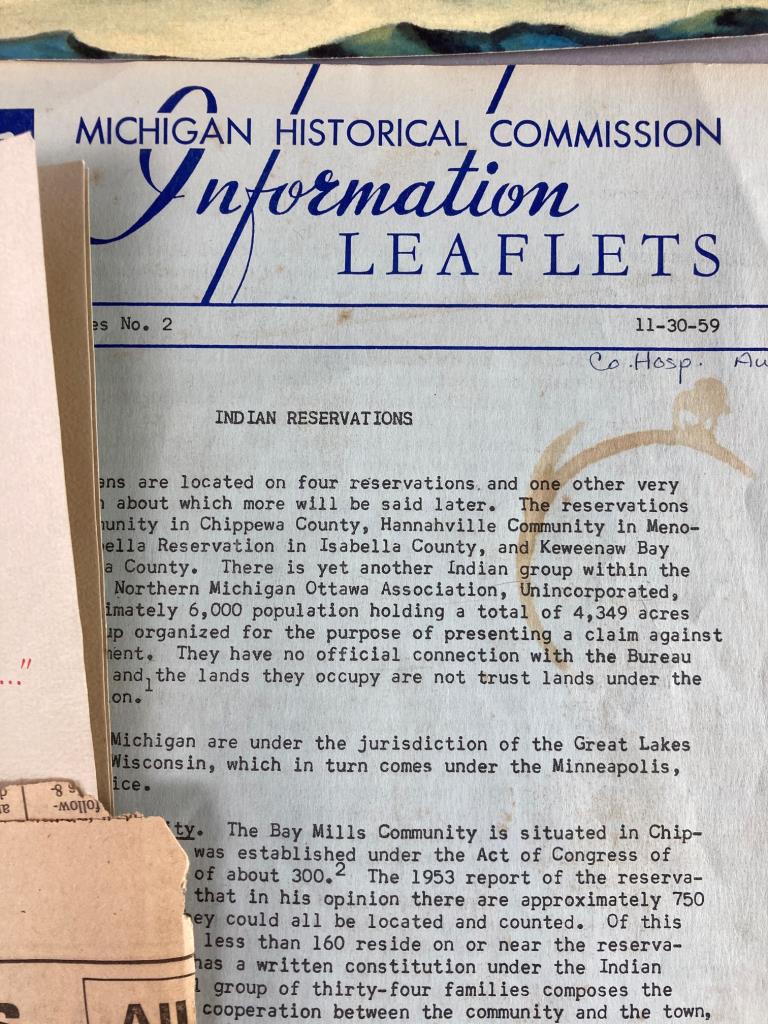 MICHIGAN HISTORICAL COMMISSION
Information
LEAFLETS
es No. 2 11-30-59
Co. Hosp. Au
INDIAN RESERVATIONS
ans are located on four reservations and one other very
about which more will be said later. The reservations
unity in Chippewa County, Hannahville Community in Meno-
ella Reservation in Isabella County, and Keweenaw Bay
a County. There is yet another Indian group within the
Northern Michigan Ottawa Association, Unincorporated,
imately 6,000 population holding a total of 4,349 acres
up organized for the purpose of presenting a claim against
ment. They have no official connection with the Bureau
and the lands they occupy are not trust lands under the
on.1
Michigan are under the jurisdiction of the Great Lakes
Wisconsin, which in turn comes under the Minneapolis,
ice.
ity. The Bay Mills Community is situated in Chip-
was established under the Act of Congress of
of about 300.2 The 1953 report of the reserva-
that in his opinion there are approximately 750
ey could all be located and counted. Of this
less than 160 reside on or near the reserva-
has a written constitution under the Indian
l group of thirty-four families composes the
cooperation between the community and the town,
..."
follow-
All